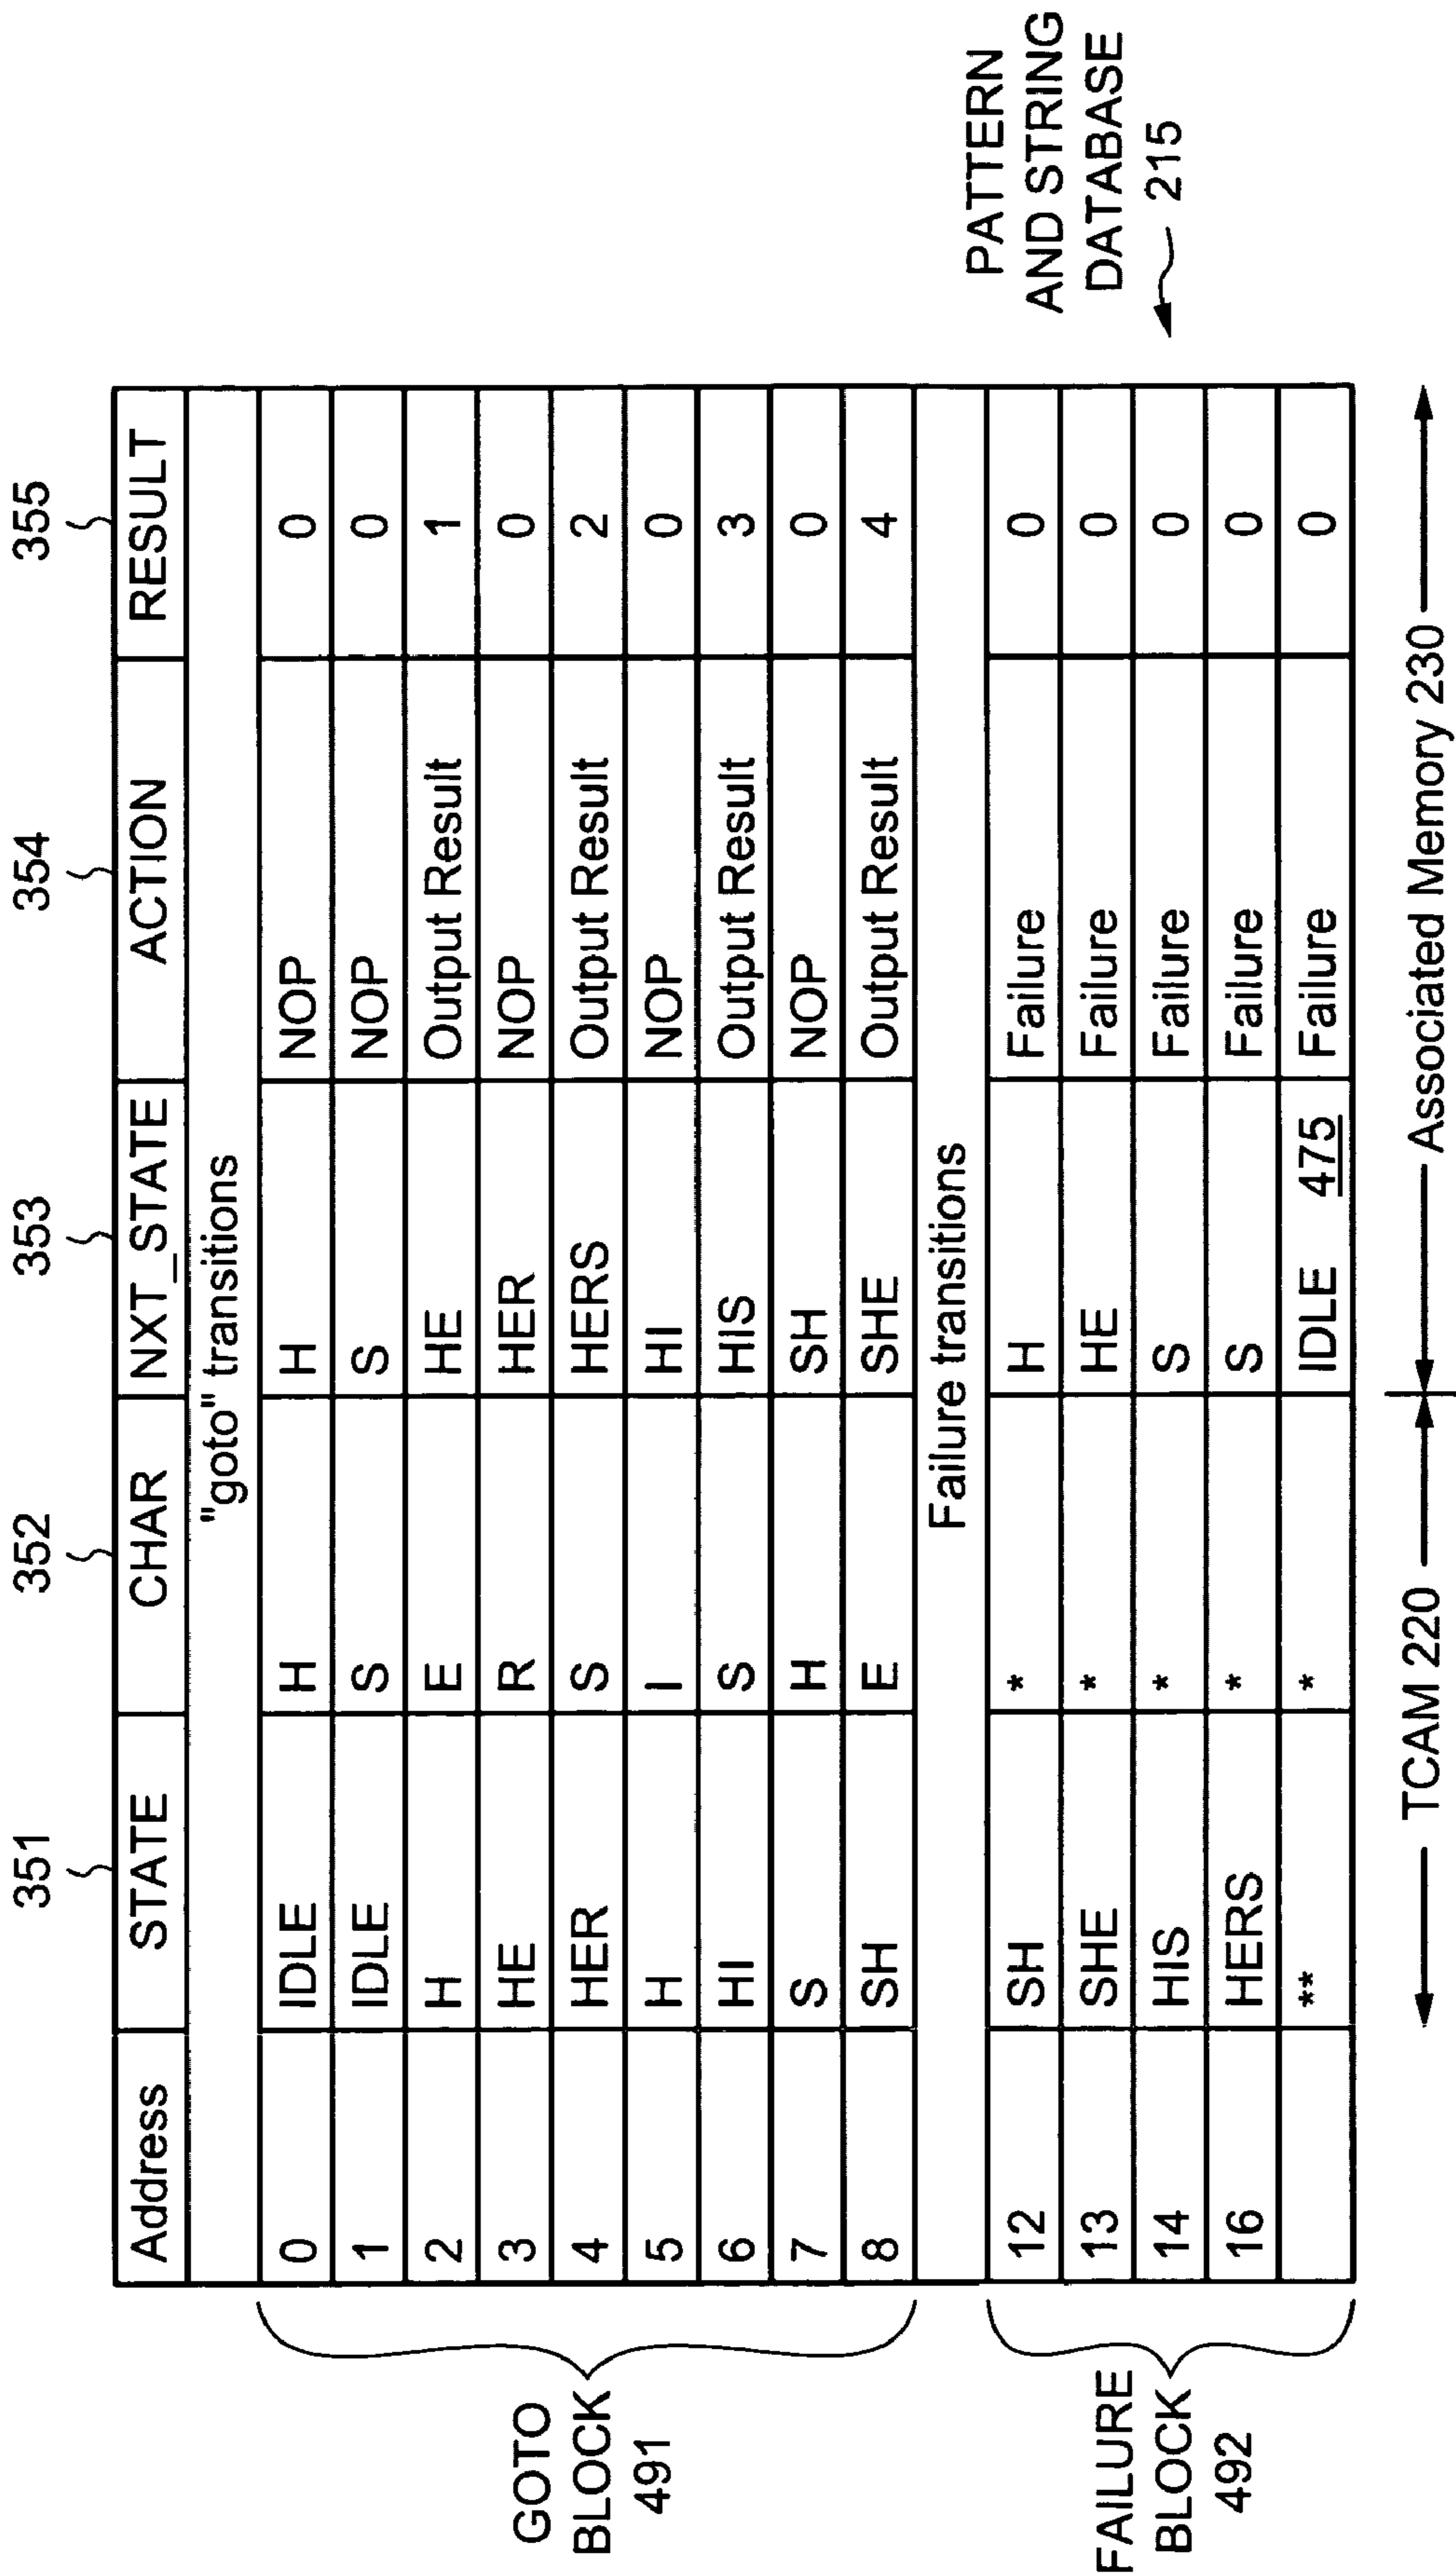 351 352 353 354 355
Address STATE CHAR NXT_STATE ACTION RESULT
"goto" transitions
0 IDLE H H NOP 0
1 IDLE S S NOP 0
2 H E HE Output Result 1
3 HE R HER NOP 0
4 HER S HERS Output Result 2
5 H I HI NOP 0
6 HI S HIS Output Result 3
7 S H SH NOP 0
8 SH E SHE Output Result 4
GOTO
BLOCK
491
Failure transitions
12 SH * H Failure 0
13 SHE * HE Failure 0
14 HIS * S Failure 0
16 HERS * S Failure 0
** * IDLE 475 Failure 0
FAILURE
BLOCK
492
PATTERN
AND STRING
DATABASE
215
TCAM 220
Associated Memory 230